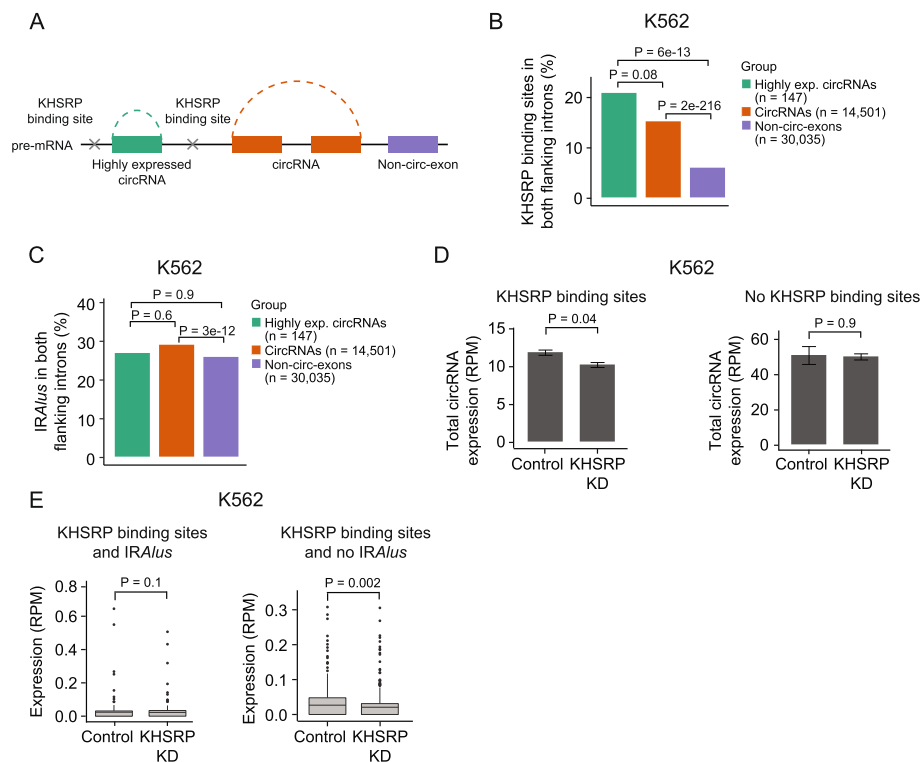 A
KHSRP
binding site
KHSRP
binding site
pre-mRNA
Highly expressed
circRNA
circRNA
Non-circ-exon
B
K562
KHSRP binding sites in
both flanking introns (%)
20
10
0
P = 6e-13
P = 0.08
P = 2e-216
Group
Highly exp. circRNAs
(n = 147)
CircRNAs (n = 14,501)
Non-circ-exons
(n = 30,035)
C
K562
IRAlus in both
flanking introns (%)
40
30
20
10
0
P = 0.9
P = 0.6
P = 3e-12
Group
Highly exp. circRNAs
(n = 147)
CircRNAs (n = 14,501)
Non-circ-exons
(n = 30,035)
D
K562
KHSRP binding sites
Total circRNA
expression (RPM)
15
10
5
0
P = 0.04
Control
KHSRP
KD
No KHSRP binding sites
Total circRNA
expression (RPM)
60
40
20
0
P = 0.9
Control
KHSRP
KD
E
K562
KHSRP binding sites
and IRAlus
Expression (RPM)
0.8
0.6
0.4
0.2
0.0
P = 0.1
Control
KHSRP
KD
KHSRP binding sites
and no IRAlus
Expression (RPM)
0.3
0.2
0.1
0.0
P = 0.002
Control
KHSRP
KD